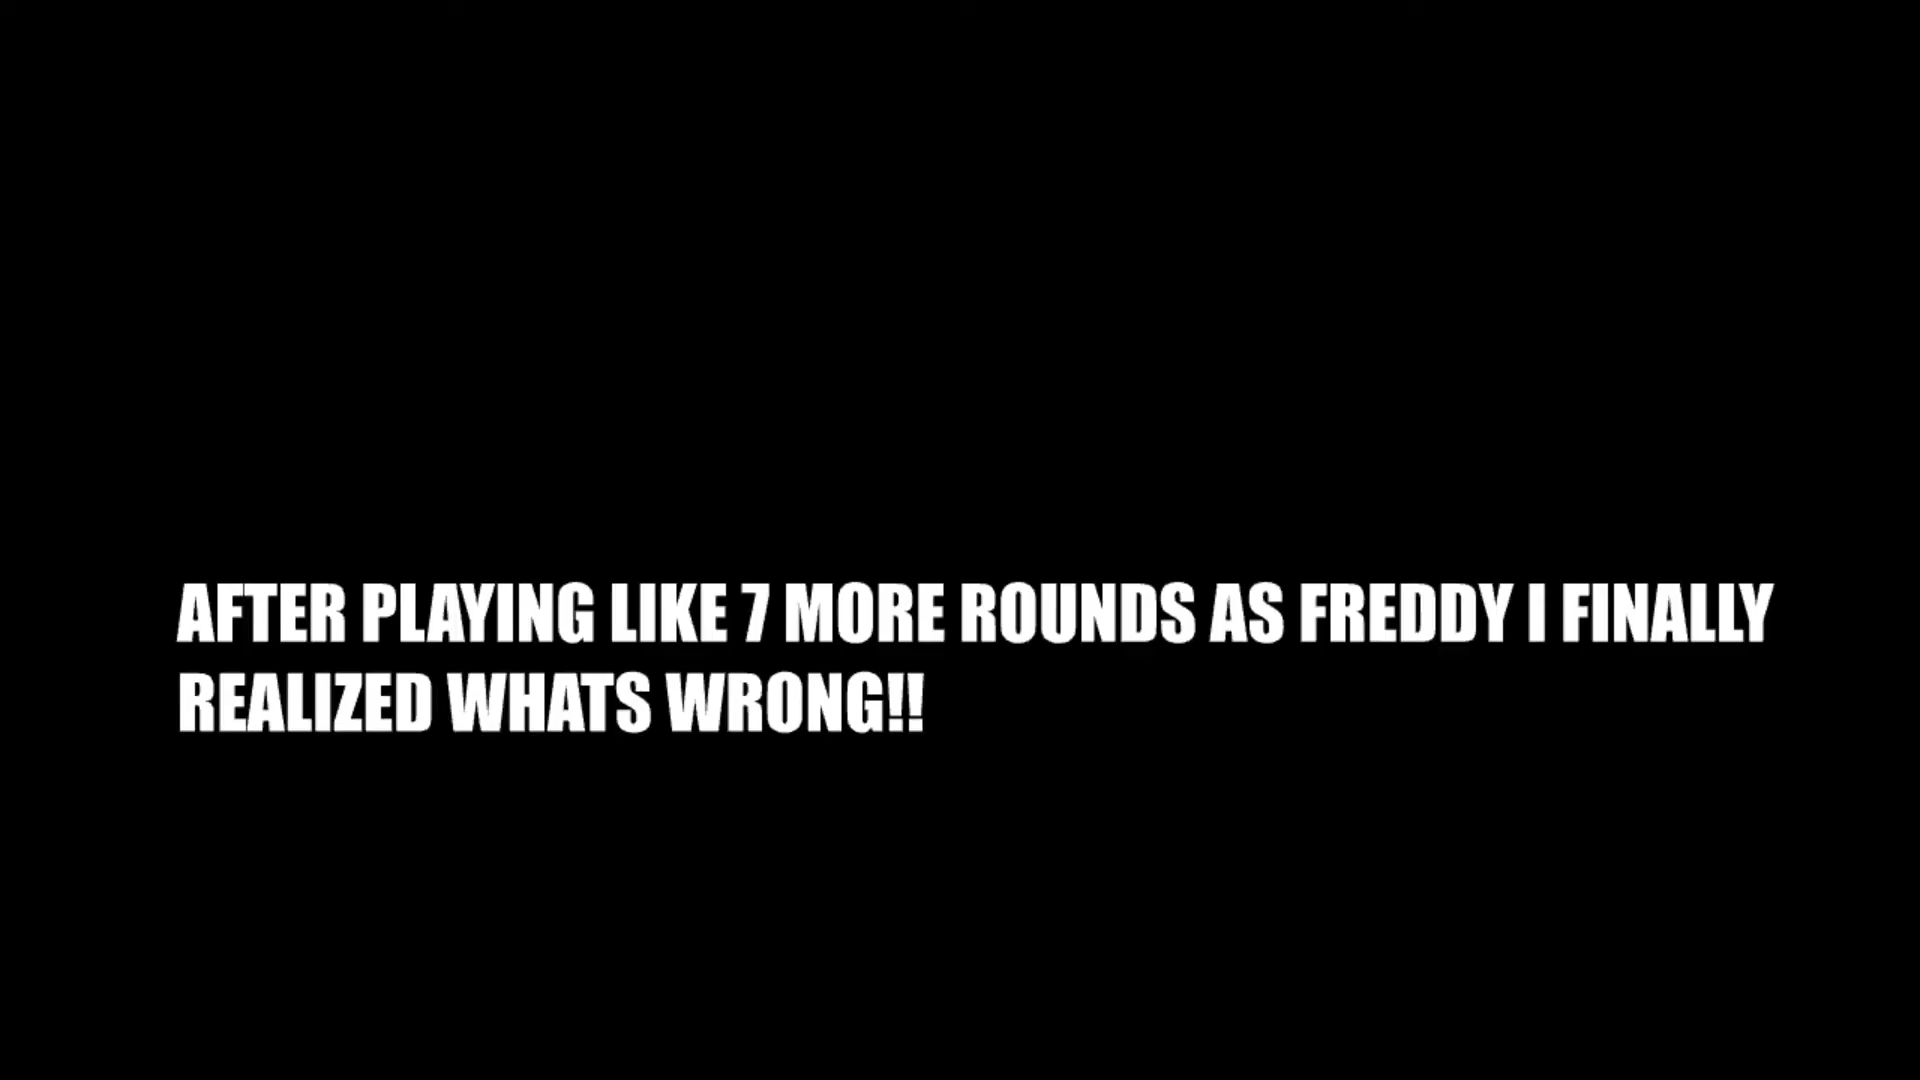 AFTER PLAYING LIKE 7 MORE ROUNDS AS FREDDY I FINALLY
REALIZED WHATS WRONG!!